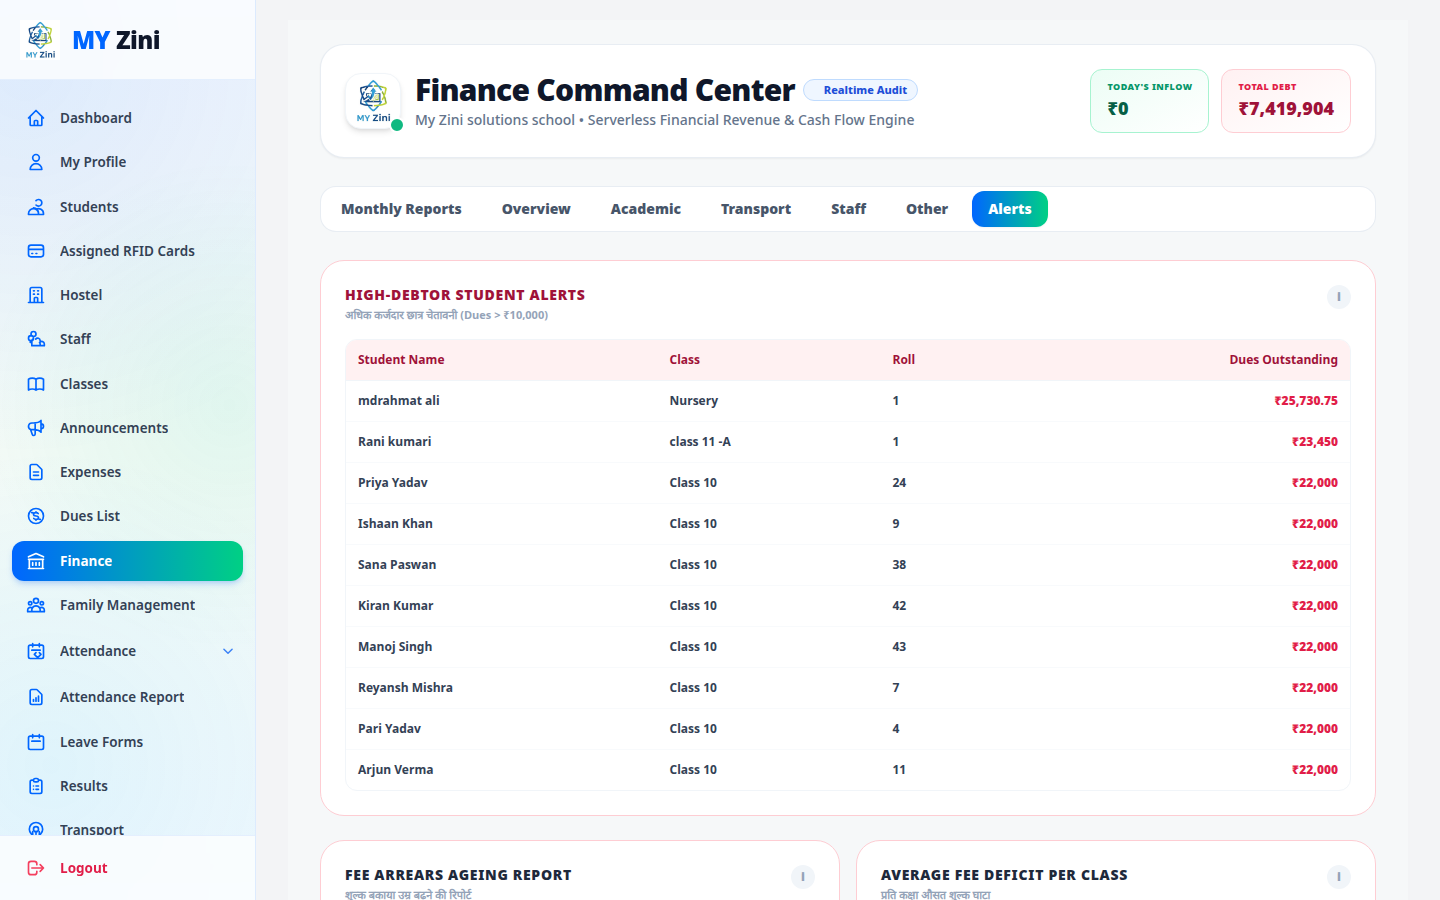 MY Zini
MY Zini
Dashboard
My Profile
Students
Assigned RFID Cards
Hostel
Staff
Classes
Announcements
Expenses
Dues List
Finance
Family Management
Attendance
Attendance Report
Leave Forms
Results
Transport
Logout
MY Zini
Finance Command Center
Realtime Audit
My Zini solutions school • Serverless Financial Revenue & Cash Flow Engine
TODAY'S INFLOW
₹0
TOTAL DEBT
₹7,419,904
Monthly Reports Overview Academic Transport Staff Other Alerts
HIGH-DEBTOR STUDENT ALERTS
I
अधिक कर्जदार छात्र चेतावनी (Dues > ₹10,000)
Student Name Class Roll Dues Outstanding
mdrahmat ali Nursery 1 ₹25,730.75
Rani kumari class 11 -A 1 ₹23,450
Priya Yadav Class 10 24 ₹22,000
Ishaan Khan Class 10 9 ₹22,000
Sana Paswan Class 10 38 ₹22,000
Kiran Kumar Class 10 42 ₹22,000
Manoj Singh Class 10 43 ₹22,000
Reyansh Mishra Class 10 7 ₹22,000
Pari Yadav Class 10 4 ₹22,000
Arjun Verma Class 10 11 ₹22,000
FEE ARREARS AGEING REPORT
I
शुल्क बकाया उम्र बढ़ने की रिपोर्ट
AVERAGE FEE DEFICIT PER CLASS
I
प्रति कक्षा औसत शुल्क घाटा